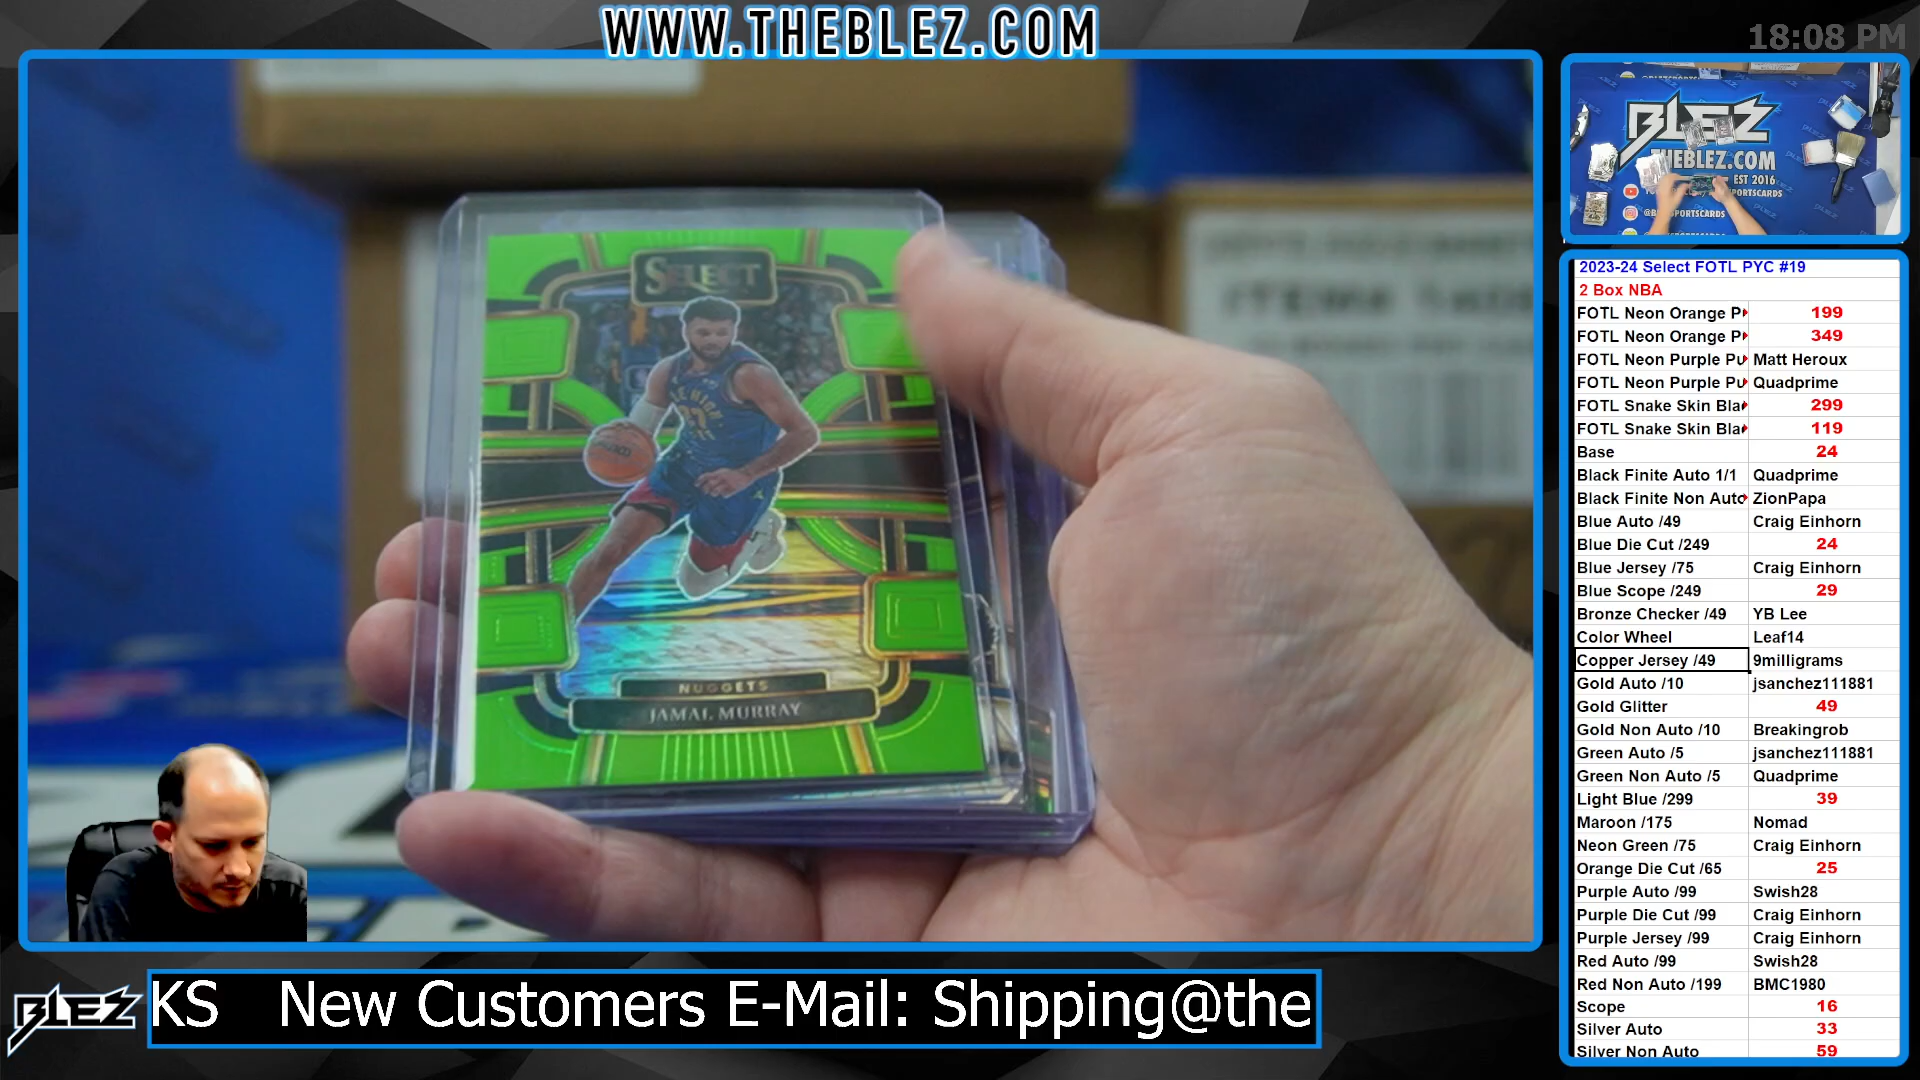 WWW.THEBLEZ.COM
18:08 PM
SELECT
NUGGETS
JAMAL MURRAY
BLEZ
THEBLEZ.COM
EST 2016
2023-24 Select FOTL PYC #19
2 Box NBA
FOTL Neon Orange P 199
FOTL Neon Orange P 349
FOTL Neon Purple Pu Matt Heroux
FOTL Neon Purple Pu Quadprime
FOTL Snake Skin Bla 299
FOTL Snake Skin Bla 119
Base 24
Black Finite Auto 1/1 Quadprime
Black Finite Non Auto ZionPapa
Blue Auto /49 Craig Einhorn
Blue Die Cut /249 24
Blue Jersey /75 Craig Einhorn
Blue Scope /249 29
Bronze Checker /49 YB Lee
Color Wheel Leaf14
Copper Jersey /49 9milligrams
Gold Auto /10 jsanchez111881
Gold Glitter 49
Gold Non Auto /10 Breakingrob
Green Auto /5 jsanchez111881
Green Non Auto /5 Quadprime
Light Blue /299 39
Maroon /175 Nomad
Neon Green /75 Craig Einhorn
Orange Die Cut /65 25
Purple Auto /99 Swish28
Purple Die Cut /99 Craig Einhorn
Purple Jersey /99 Craig Einhorn
Red Auto /99 Swish28
Red Non Auto /199 BMC1980
Scope 16
Silver Auto 33
Silver Non Auto 59
BLEZ
KS New Customers E-Mail: Shipping@the